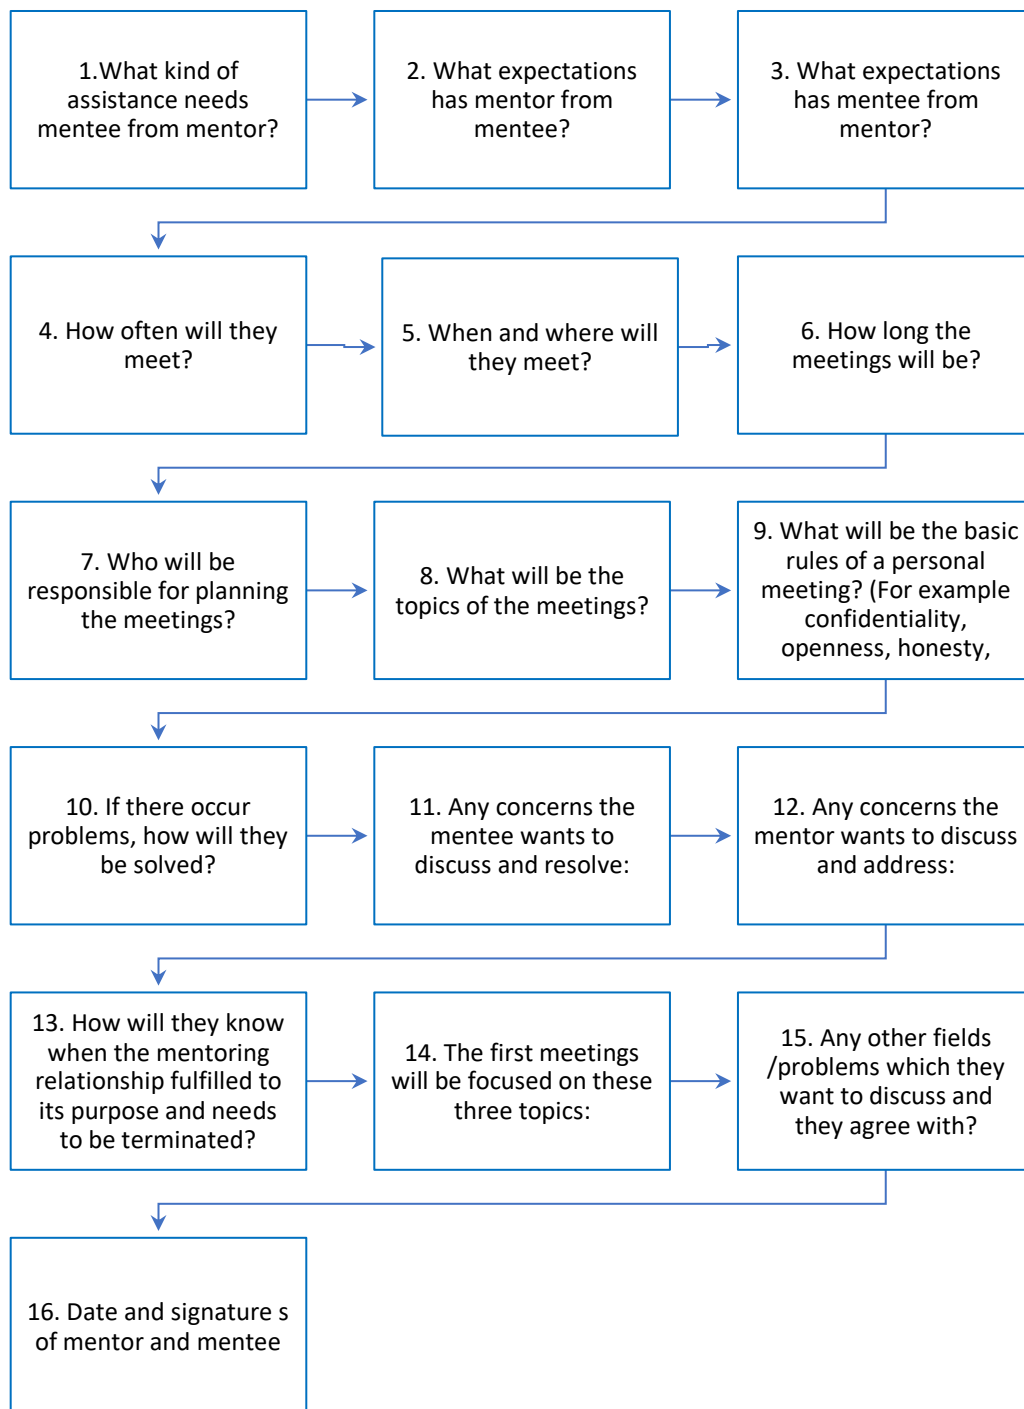 1.What kind of
assistance needs
mentee from mentor?
2. What expectations
has mentor from
mentee?
3. What expectations
has mentee from
mentor?
4. How often will they
meet?
5. When and where will
they meet?
6. How long the
meetings will be?
7. Who will be
responsible for planning
the meetings?
8. What will be the
topics of the meetings?
9. What will be the basic
rules of a personal
meeting? (For example
confidentiality,
openness, honesty,
10. If there occur
problems, how will they
be solved?
11. Any concerns the
mentee wants to
discuss and resolve:
12. Any concerns the
mentor wants to discuss
and address:
13. How will they know
when the mentoring
relationship fulfilled to
its purpose and needs
to be terminated?
14. The first meetings
will be focused on these
three topics:
15. Any other fields
/problems which they
want to discuss and
they agree with?
16. Date and signature s
of mentor and mentee